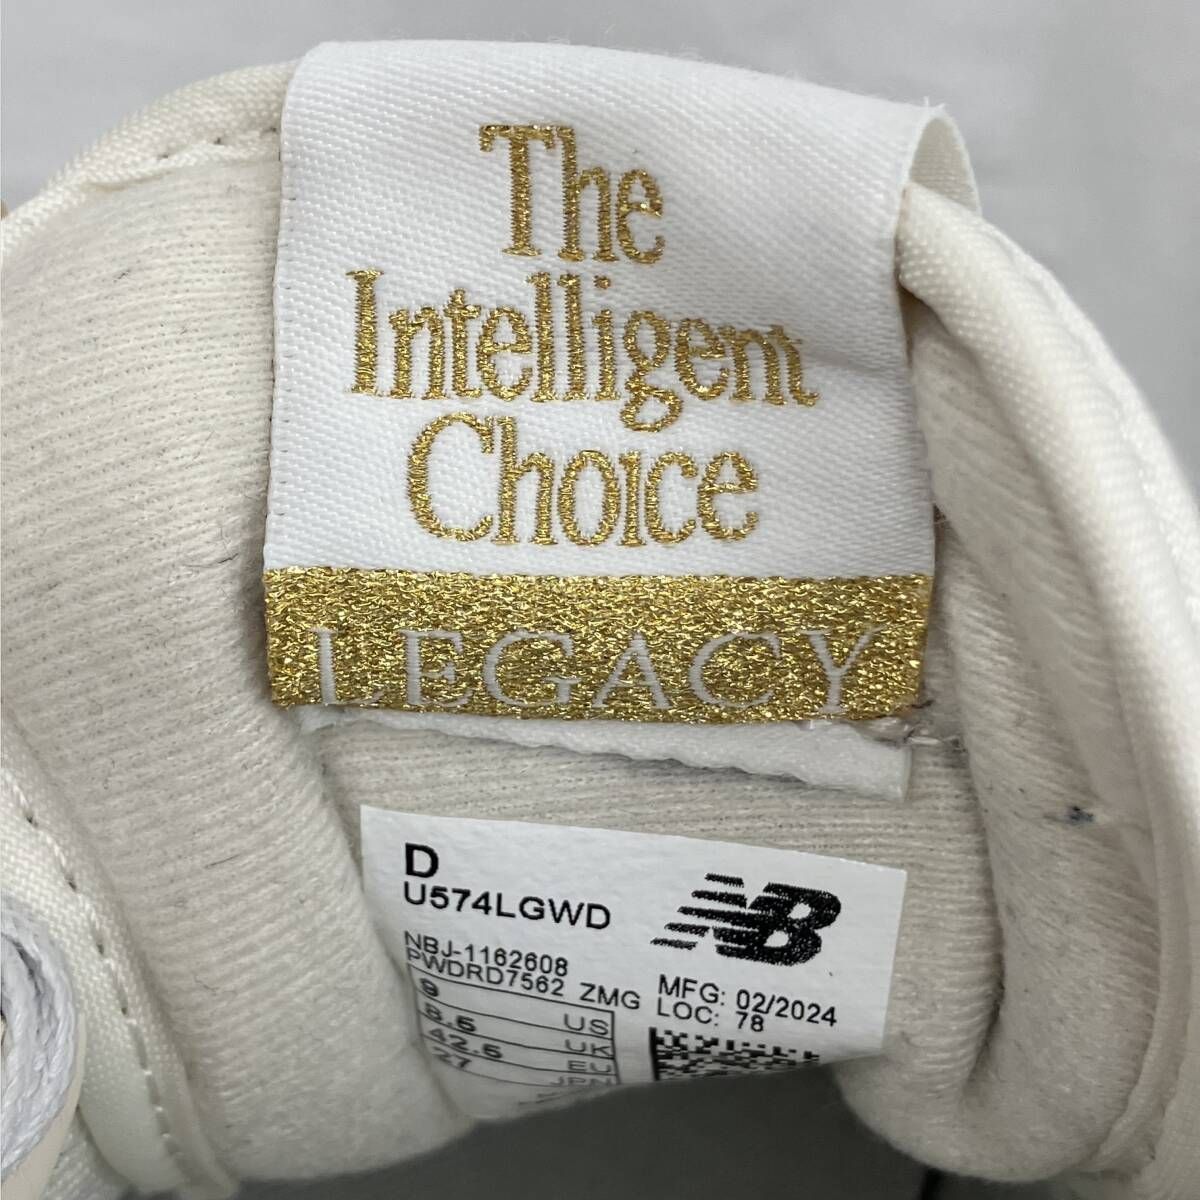 The
Intelligent
Choice
LEGACY
D
U574LGWD
NB
NBJ-1162608
PWDRD7562 ZMG
MFG: 02/2024
LOC: 78
9 US
8.5 UK
42.5 EU
27 JPN